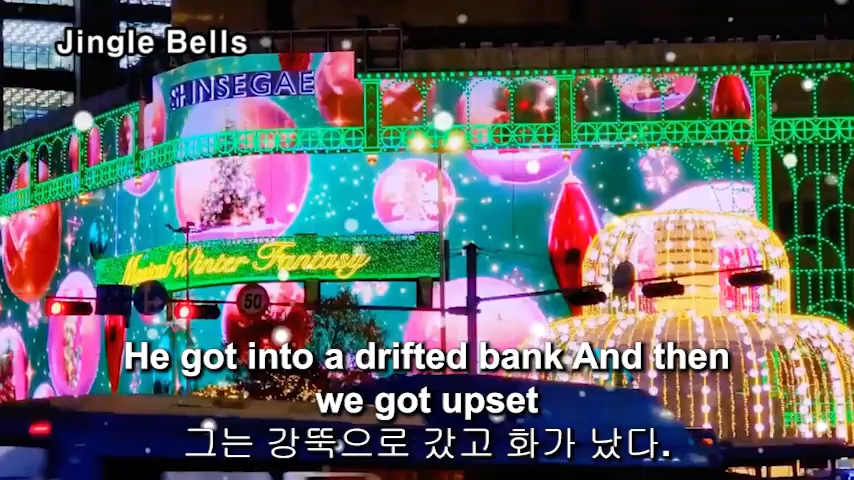 Jingle Bells
SHINSEGAE
Musical Winter Fantasy
50
He got into a drifted bank And then
we got upset
그는 강뚝으로 갔고 화가 났다.